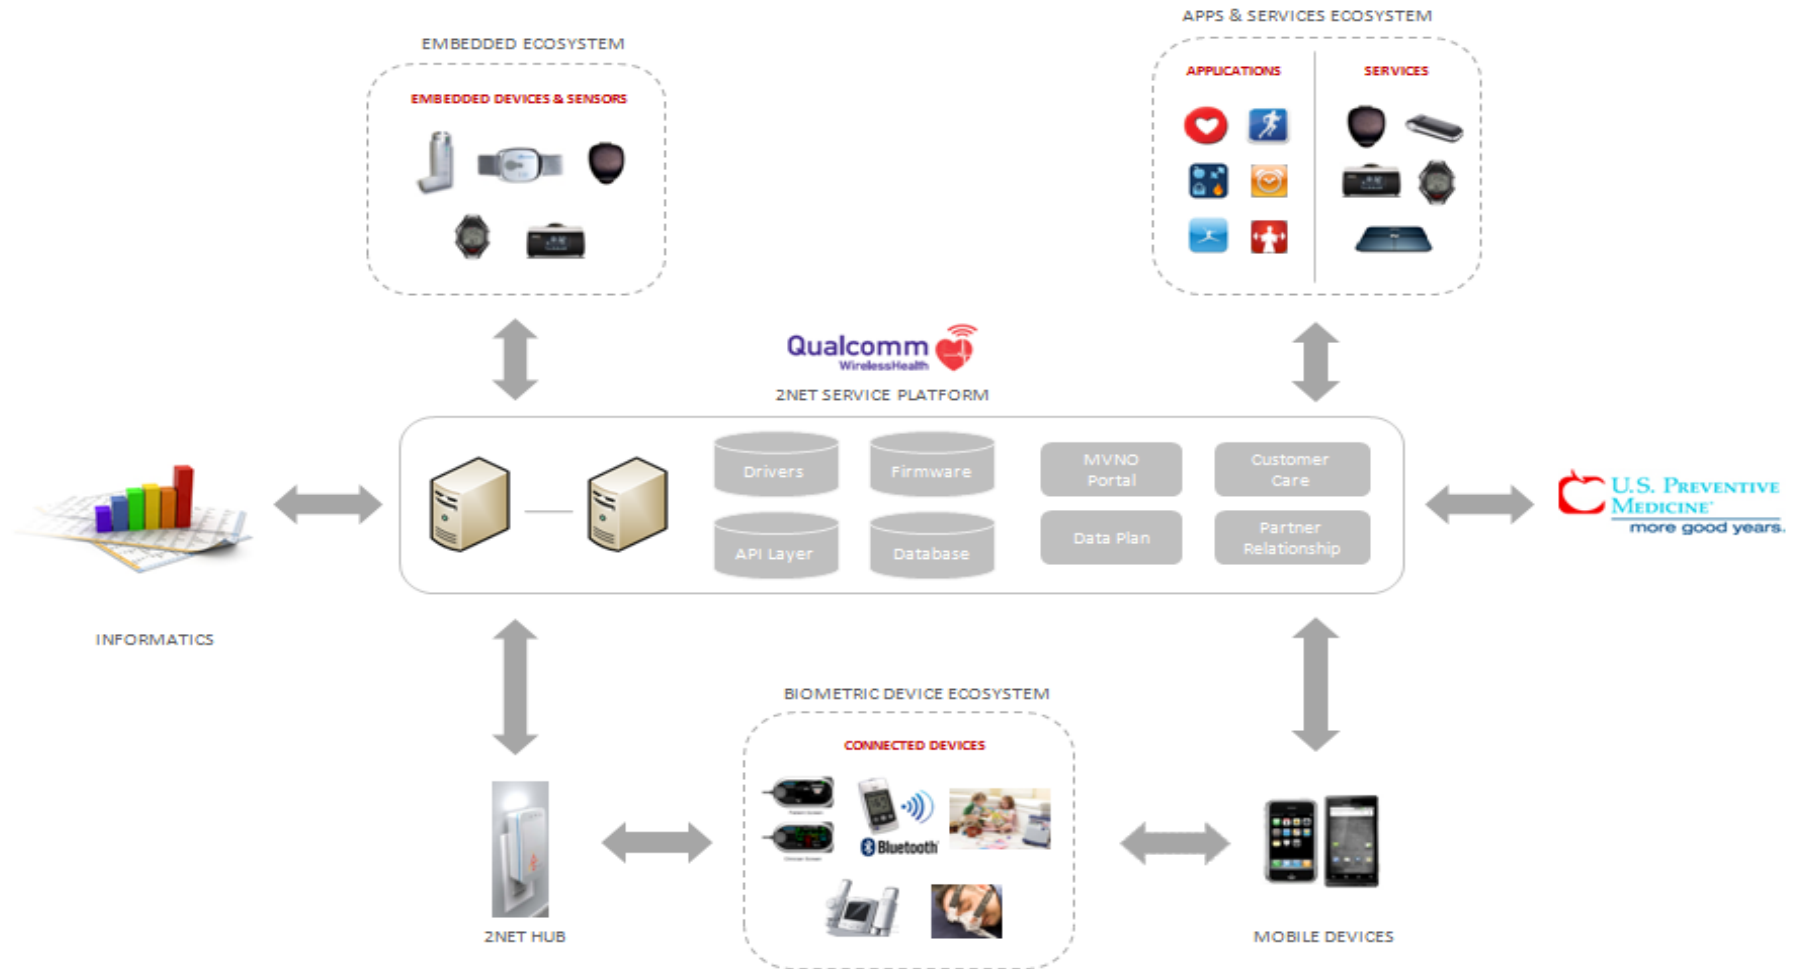 APPS & SERVICES ECOSYSTEM
EMBEDDED ECOSYSTEM
APPLICATIONS
SERVICES
EMBEDDED DEVICES & SENSORS
Qualcomm
WirelessHealth
2NET SERVICE PLATFORM
Drivers
Firmware
MVNO
Portal
Customer
Care
API Layer
Database
Data Plan
Partner
Relationship
U.S. PREVENTIVE
MEDICINE
more good years.
INFORMATICS
BIOMETRIC DEVICE ECOSYSTEM
CONNECTED DEVICES
Bluetooth
2NET HUB
MOBILE DEVICES